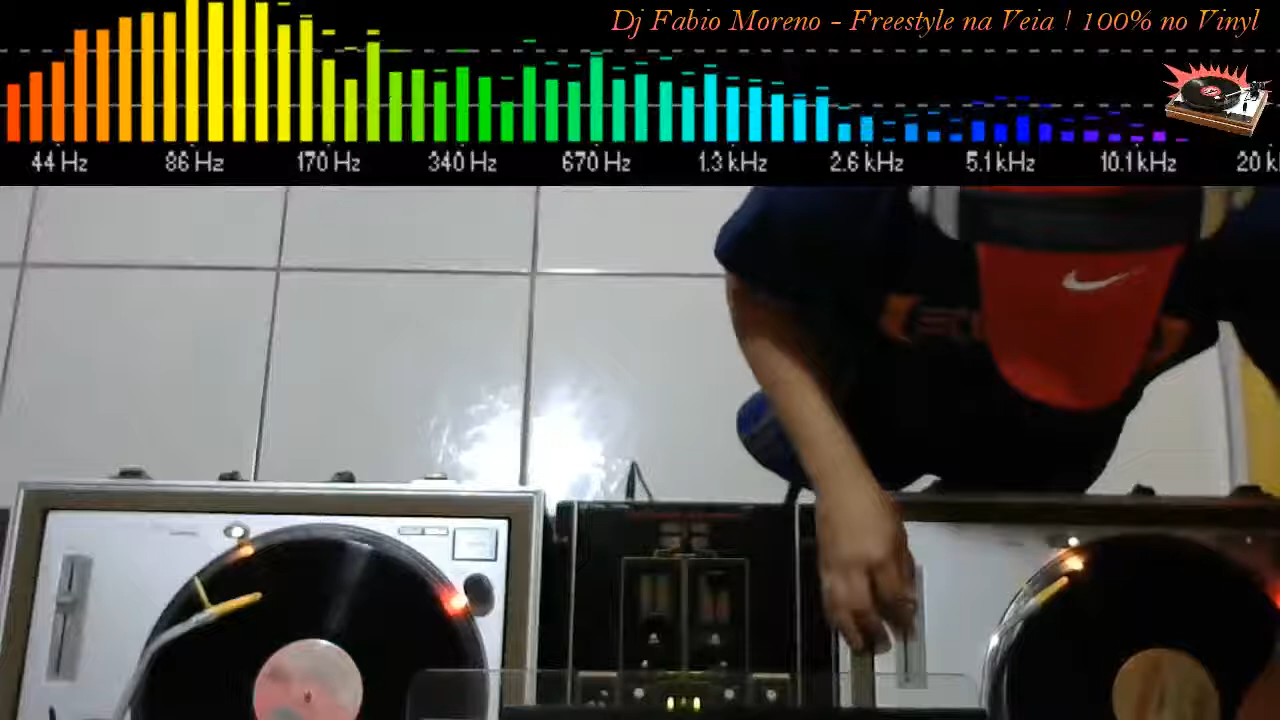 Dj Fabio Moreno - Freestyle na Veia ! 100% no Vinyl
44 Hz 86 Hz 170 Hz 340 Hz 670 Hz 1.3 kHz 2.6 kHz 5.1 kHz 10.1 kHz 20 k